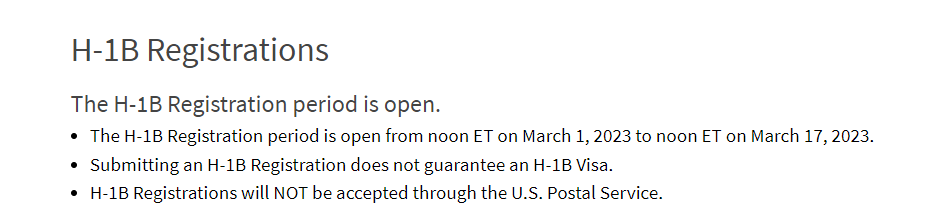 H-1B Registrations
The H-1B Registration period is open.
• The H-1B Registration period is open from noon ET on March 1, 2023 to noon ET on March 17, 2023.
• Submitting an H-1B Registration does not guarantee an H-1B Visa.
• H-1B Registrations will NOT be accepted through the U.S. Postal Service.